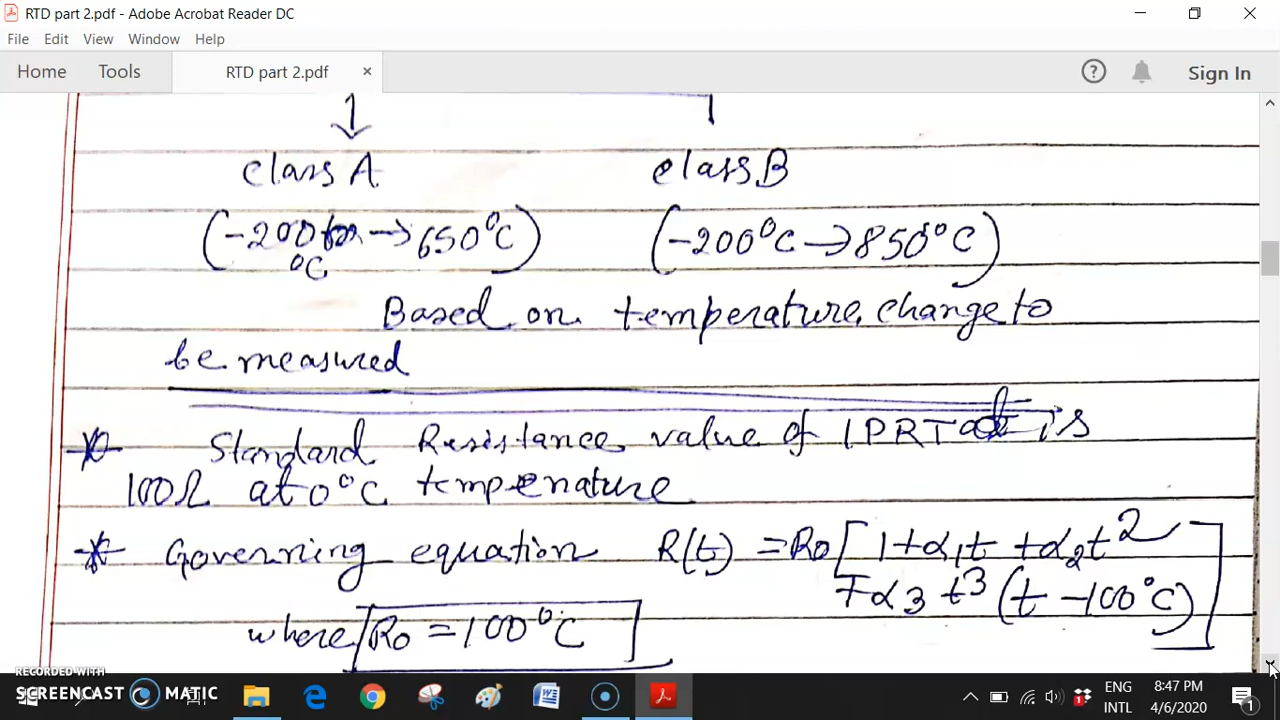 RTD part 2.pdf - Adobe Acrobat Reader DC
File Edit View Window Help
Home Tools RTD part 2.pdf × Sign In
class A class B
(-200 → 650°C) (-200°C → 850°C)
°C
Based on temperature change to
be measured
Standard Resistance value of IPRT is
100Ω at 0°C temperature
* Governing equation R(t) = R0[1+α1t +α2t²
+α3 t³ (t -100°C)]
where R0 = 100°C
RECORDED WITH
SCREENCAST MATIC
ENG 8:47 PM
INTL 4/6/2020 1